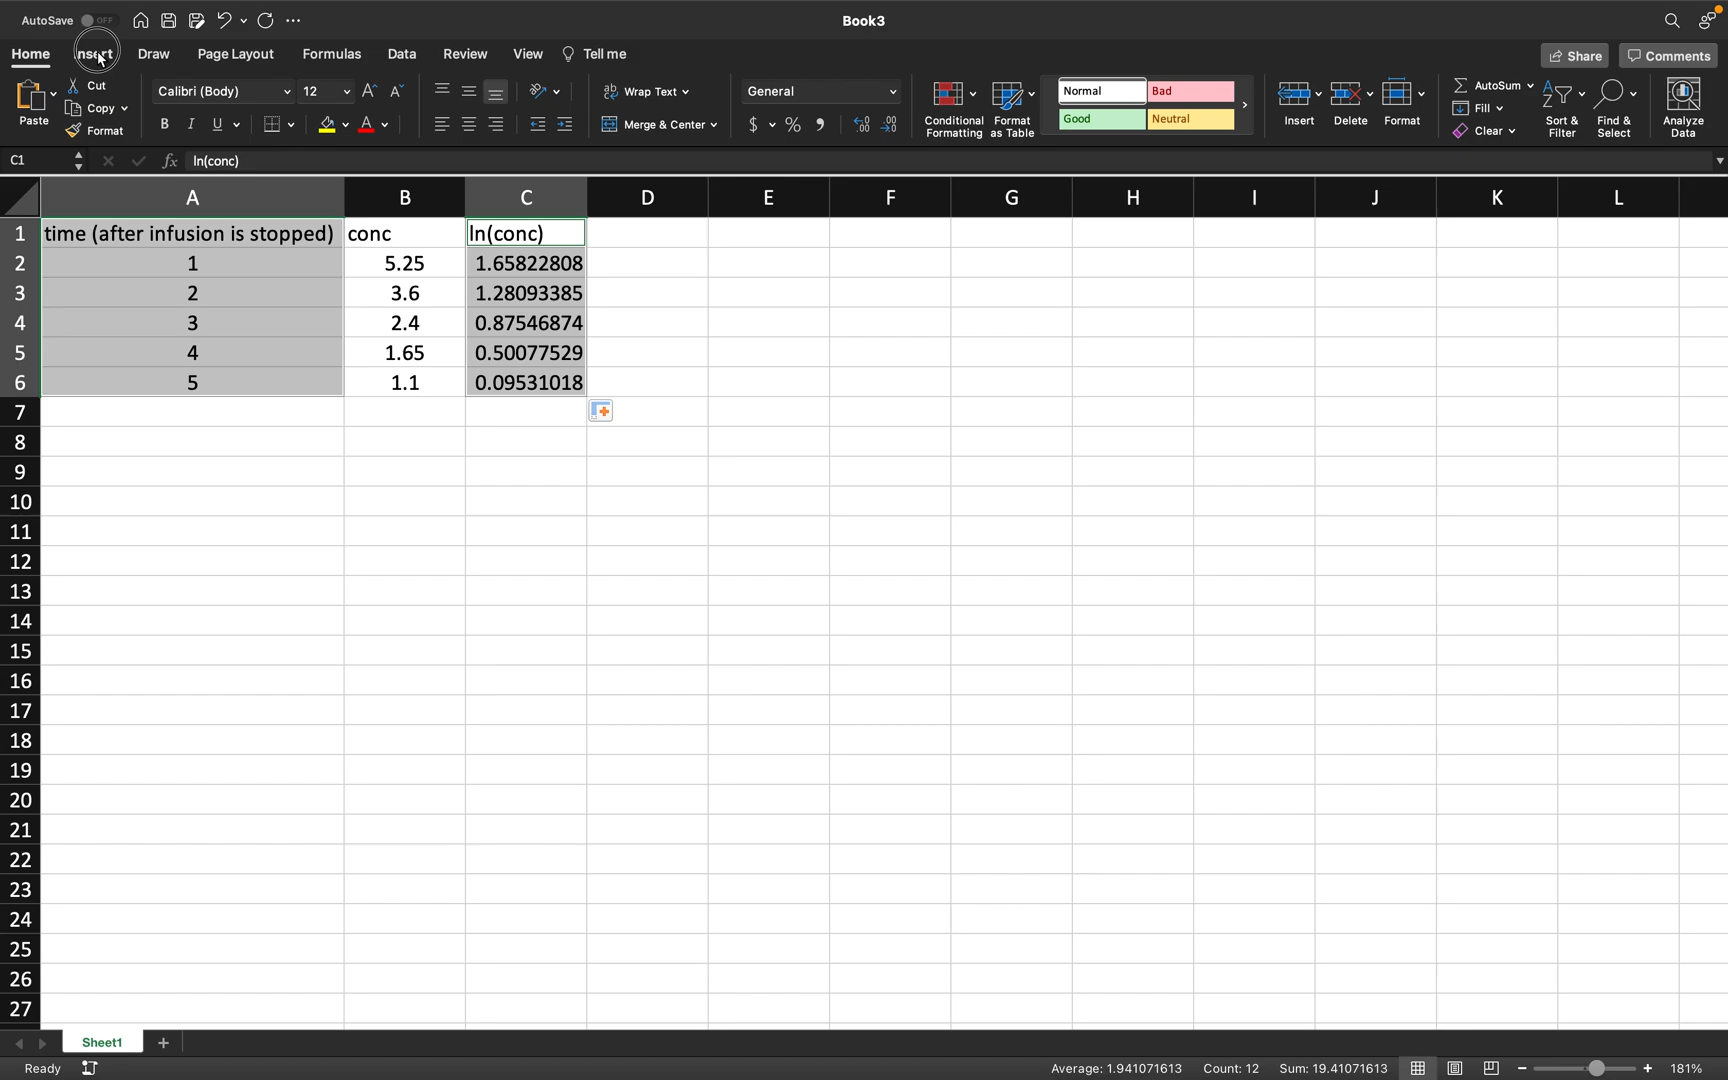 AutoSave OFF Book3
Home Insert Draw Page Layout Formulas Data Review View Tell me Share Comments
Paste Cut Copy Format
Calibri (Body) 12
B I U
Wrap Text
Merge & Center
General
$ % 9
Conditional Formatting
Format as Table
Normal Bad
Good Neutral
Insert Delete Format
AutoSum
Fill
Clear
Sort & Filter
Find & Select
Analyze Data
C1 fx ln(conc)
A B C D E F G H I J K L
1 time (after infusion is stopped) conc ln(conc)
2 1 5.25 1.65822808
3 2 3.6 1.28093385
4 3 2.4 0.87546874
5 4 1.65 0.50077529
6 5 1.1 0.09531018
7
8
9
10
11
12
13
14
15
16
17
18
19
20
21
22
23
24
25
26
27
Sheet1
Ready Average: 1.941071613 Count: 12 Sum: 19.41071613 181%